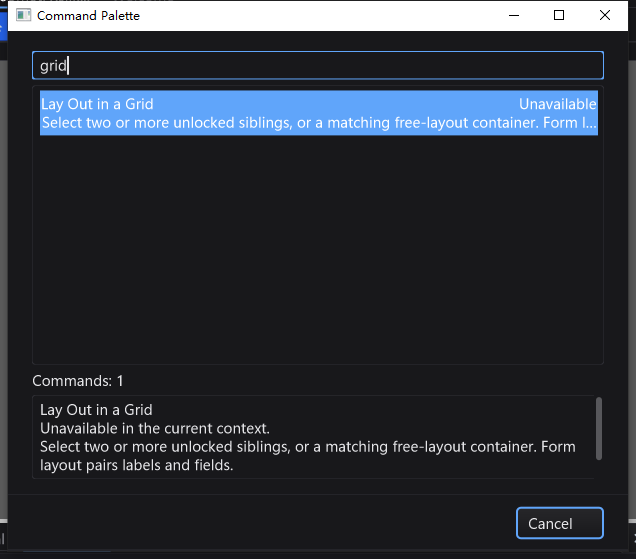 Command Palette
grid
Lay Out in a Grid Unavailable
Select two or more unlocked siblings, or a matching free-layout container. Form l...
Commands: 1
Lay Out in a Grid
Unavailable in the current context.
Select two or more unlocked siblings, or a matching free-layout container. Form
layout pairs labels and fields.
Cancel